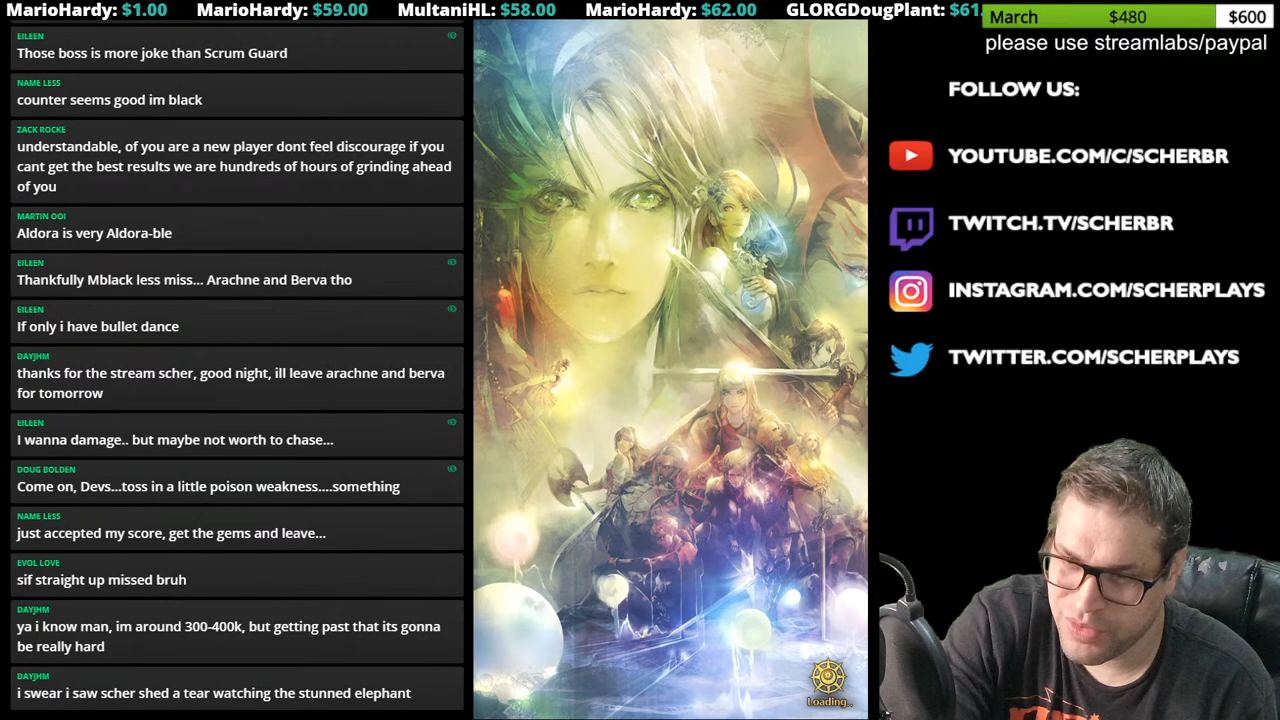 MarioHardy: $1.00 MarioHardy: $59.00 MultaniHL: $58.00 MarioHardy: $62.00 GLORGDougPlant: $61.
March $480 $600
please use streamlabs/paypal
EILEEN
Those boss is more joke than Scrum Guard
NAME LESS
counter seems good im black
ZACK ROCKE
understandable, of you are a new player dont feel discourage if you
cant get the best results we are hundreds of hours of grinding ahead
of you
MARTIN OOI
Aldora is very Aldora-ble
EILEEN
Thankfully Mblack less miss... Arachne and Berva tho
EILEEN
If only i have bullet dance
DAYJHM
thanks for the stream scher, good night, ill leave arachne and berva
for tomorrow
EILEEN
I wanna damage.. but maybe not worth to chase...
DOUG BOLDEN
Come on, Devs...toss in a little poison weakness....something
NAME LESS
just accepted my score, get the gems and leave...
EVOL LOVE
sif straight up missed bruh
DAYJHM
ya i know man, im around 300-400k, but getting past that its gonna
be really hard
DAYJHM
i swear i saw scher shed a tear watching the stunned elephant
Loading..
FOLLOW US:
YOUTUBE.COM/C/SCHERBR
TWITCH.TV/SCHERBR
INSTAGRAM.COM/SCHERPLAYS
TWITTER.COM/SCHERPLAYS